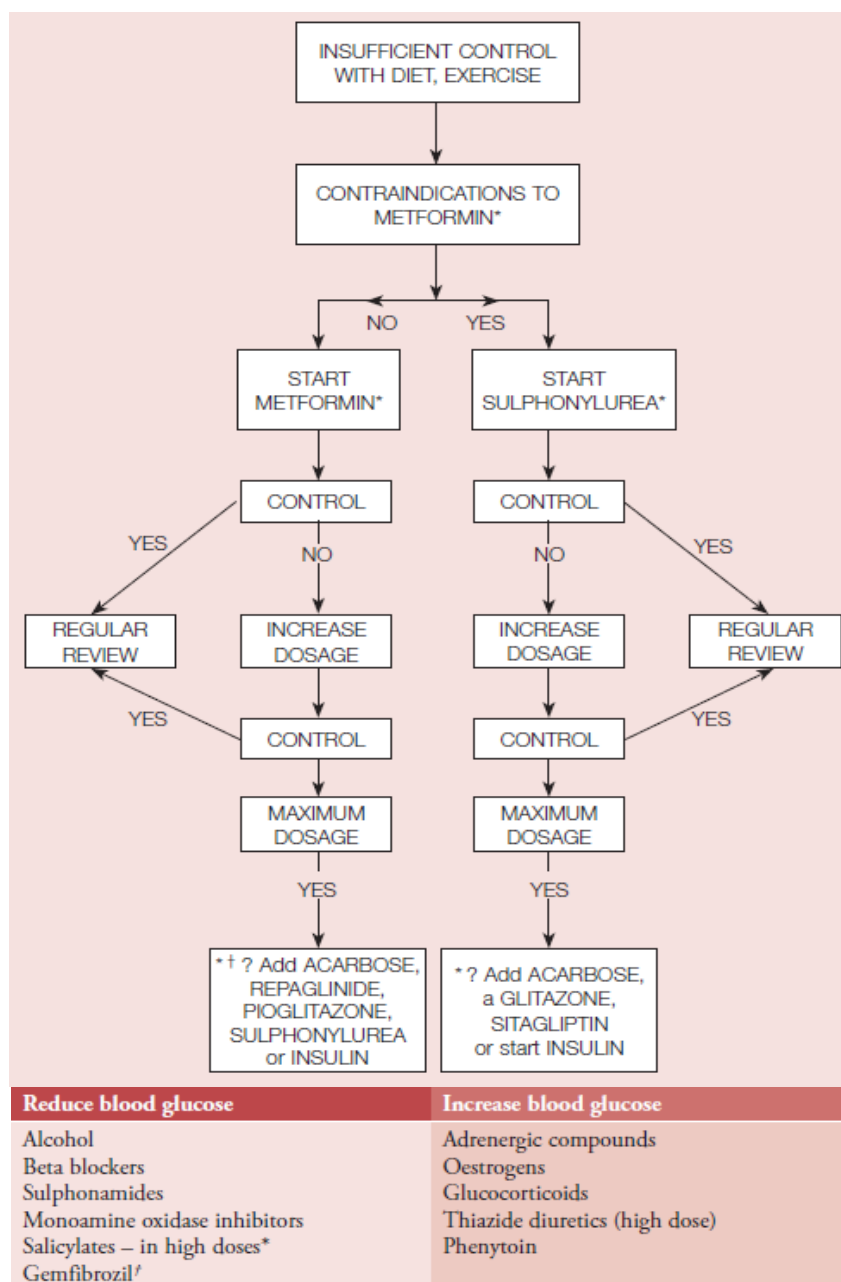 INSUFFICIENT CONTROL
WITH DIET, EXERCISE
CONTRAINDICATIONS TO
METFORMIN*
NO
YES
START
METFORMIN*
START
SULPHONYLUREA*
CONTROL
CONTROL
YES
NO
NO
YES
REGULAR
REVIEW
INCREASE
DOSAGE
INCREASE
DOSAGE
REGULAR
REVIEW
YES
CONTROL
CONTROL
YES
MAXIMUM
DOSAGE
MAXIMUM
DOSAGE
YES
YES
*† ? Add ACARBOSE,
REPAGLINIDE,
PIOGLITAZONE,
SULPHONYLUREA
or INSULIN
*? Add ACARBOSE,
a GLITAZONE,
SITAGLIPTIN
or start INSULIN
Reduce blood glucose
Alcohol
Beta blockers
Sulphonamides
Monoamine oxidase inhibitors
Salicylates – in high doses*
Gemfibrozil†
Increase blood glucose
Adrenergic compounds
Oestrogens
Glucocorticoids
Thiazide diuretics (high dose)
Phenytoin